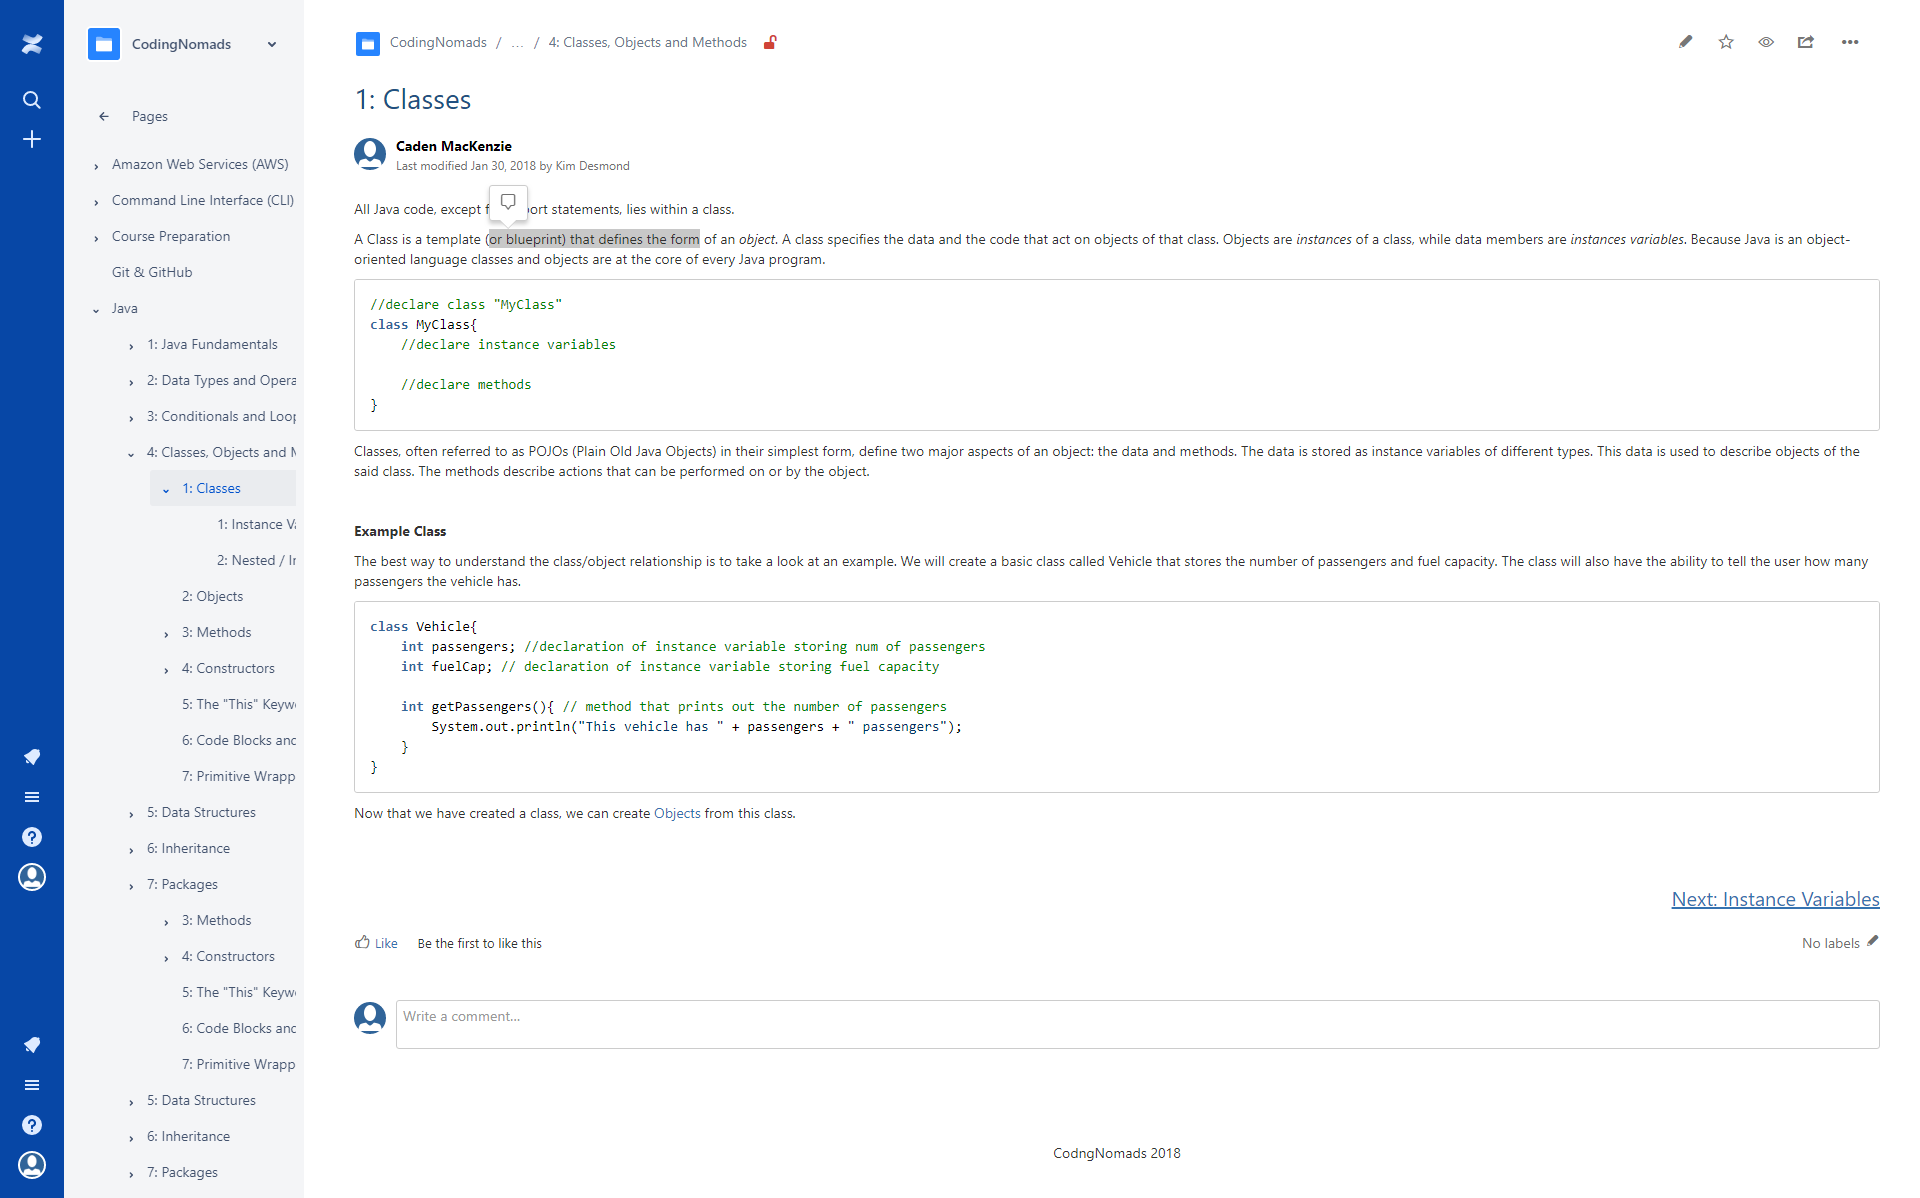 CodingNomads
Pages
Amazon Web Services (AWS)
Command Line Interface (CLI)
Course Preparation
Git & GitHub
Java
1: Java Fundamentals
2: Data Types and Opera
3: Conditionals and Loop
4: Classes, Objects and M
1: Classes
1: Instance Va
2: Nested / In
2: Objects
3: Methods
4: Constructors
5: The "This" Keyw
6: Code Blocks and
7: Primitive Wrapp
5: Data Structures
6: Inheritance
7: Packages
3: Methods
4: Constructors
5: The "This" Keyw
6: Code Blocks and
7: Primitive Wrapp
5: Data Structures
6: Inheritance
7: Packages
CodingNomads / ... / 4: Classes, Objects and Methods
1: Classes
Caden MacKenzie
Last modified Jan 30, 2018 by Kim Desmond
All Java code, except f ort statements, lies within a class.
A Class is a template (or blueprint) that defines the form of an object. A class specifies the data and the code that act on objects of that class. Objects are instances of a class, while data members are instances variables. Because Java is an object-
oriented language classes and objects are at the core of every Java program.
//declare class "MyClass"
class MyClass{
//declare instance variables
//declare methods
}
Classes, often referred to as POJOs (Plain Old Java Objects) in their simplest form, define two major aspects of an object: the data and methods. The data is stored as instance variables of different types. This data is used to describe objects of the
said class. The methods describe actions that can be performed on or by the object.
Example Class
The best way to understand the class/object relationship is to take a look at an example. We will create a basic class called Vehicle that stores the number of passengers and fuel capacity. The class will also have the ability to tell the user how many
passengers the vehicle has.
class Vehicle{
int passengers; //declaration of instance variable storing num of passengers
int fuelCap; // declaration of instance variable storing fuel capacity
int getPassengers(){ // method that prints out the number of passengers
System.out.println("This vehicle has " + passengers + " passengers");
}
}
Now that we have created a class, we can create Objects from this class.
Next: Instance Variables
Like Be the first to like this
No labels
Write a comment...
CodngNomads 2018